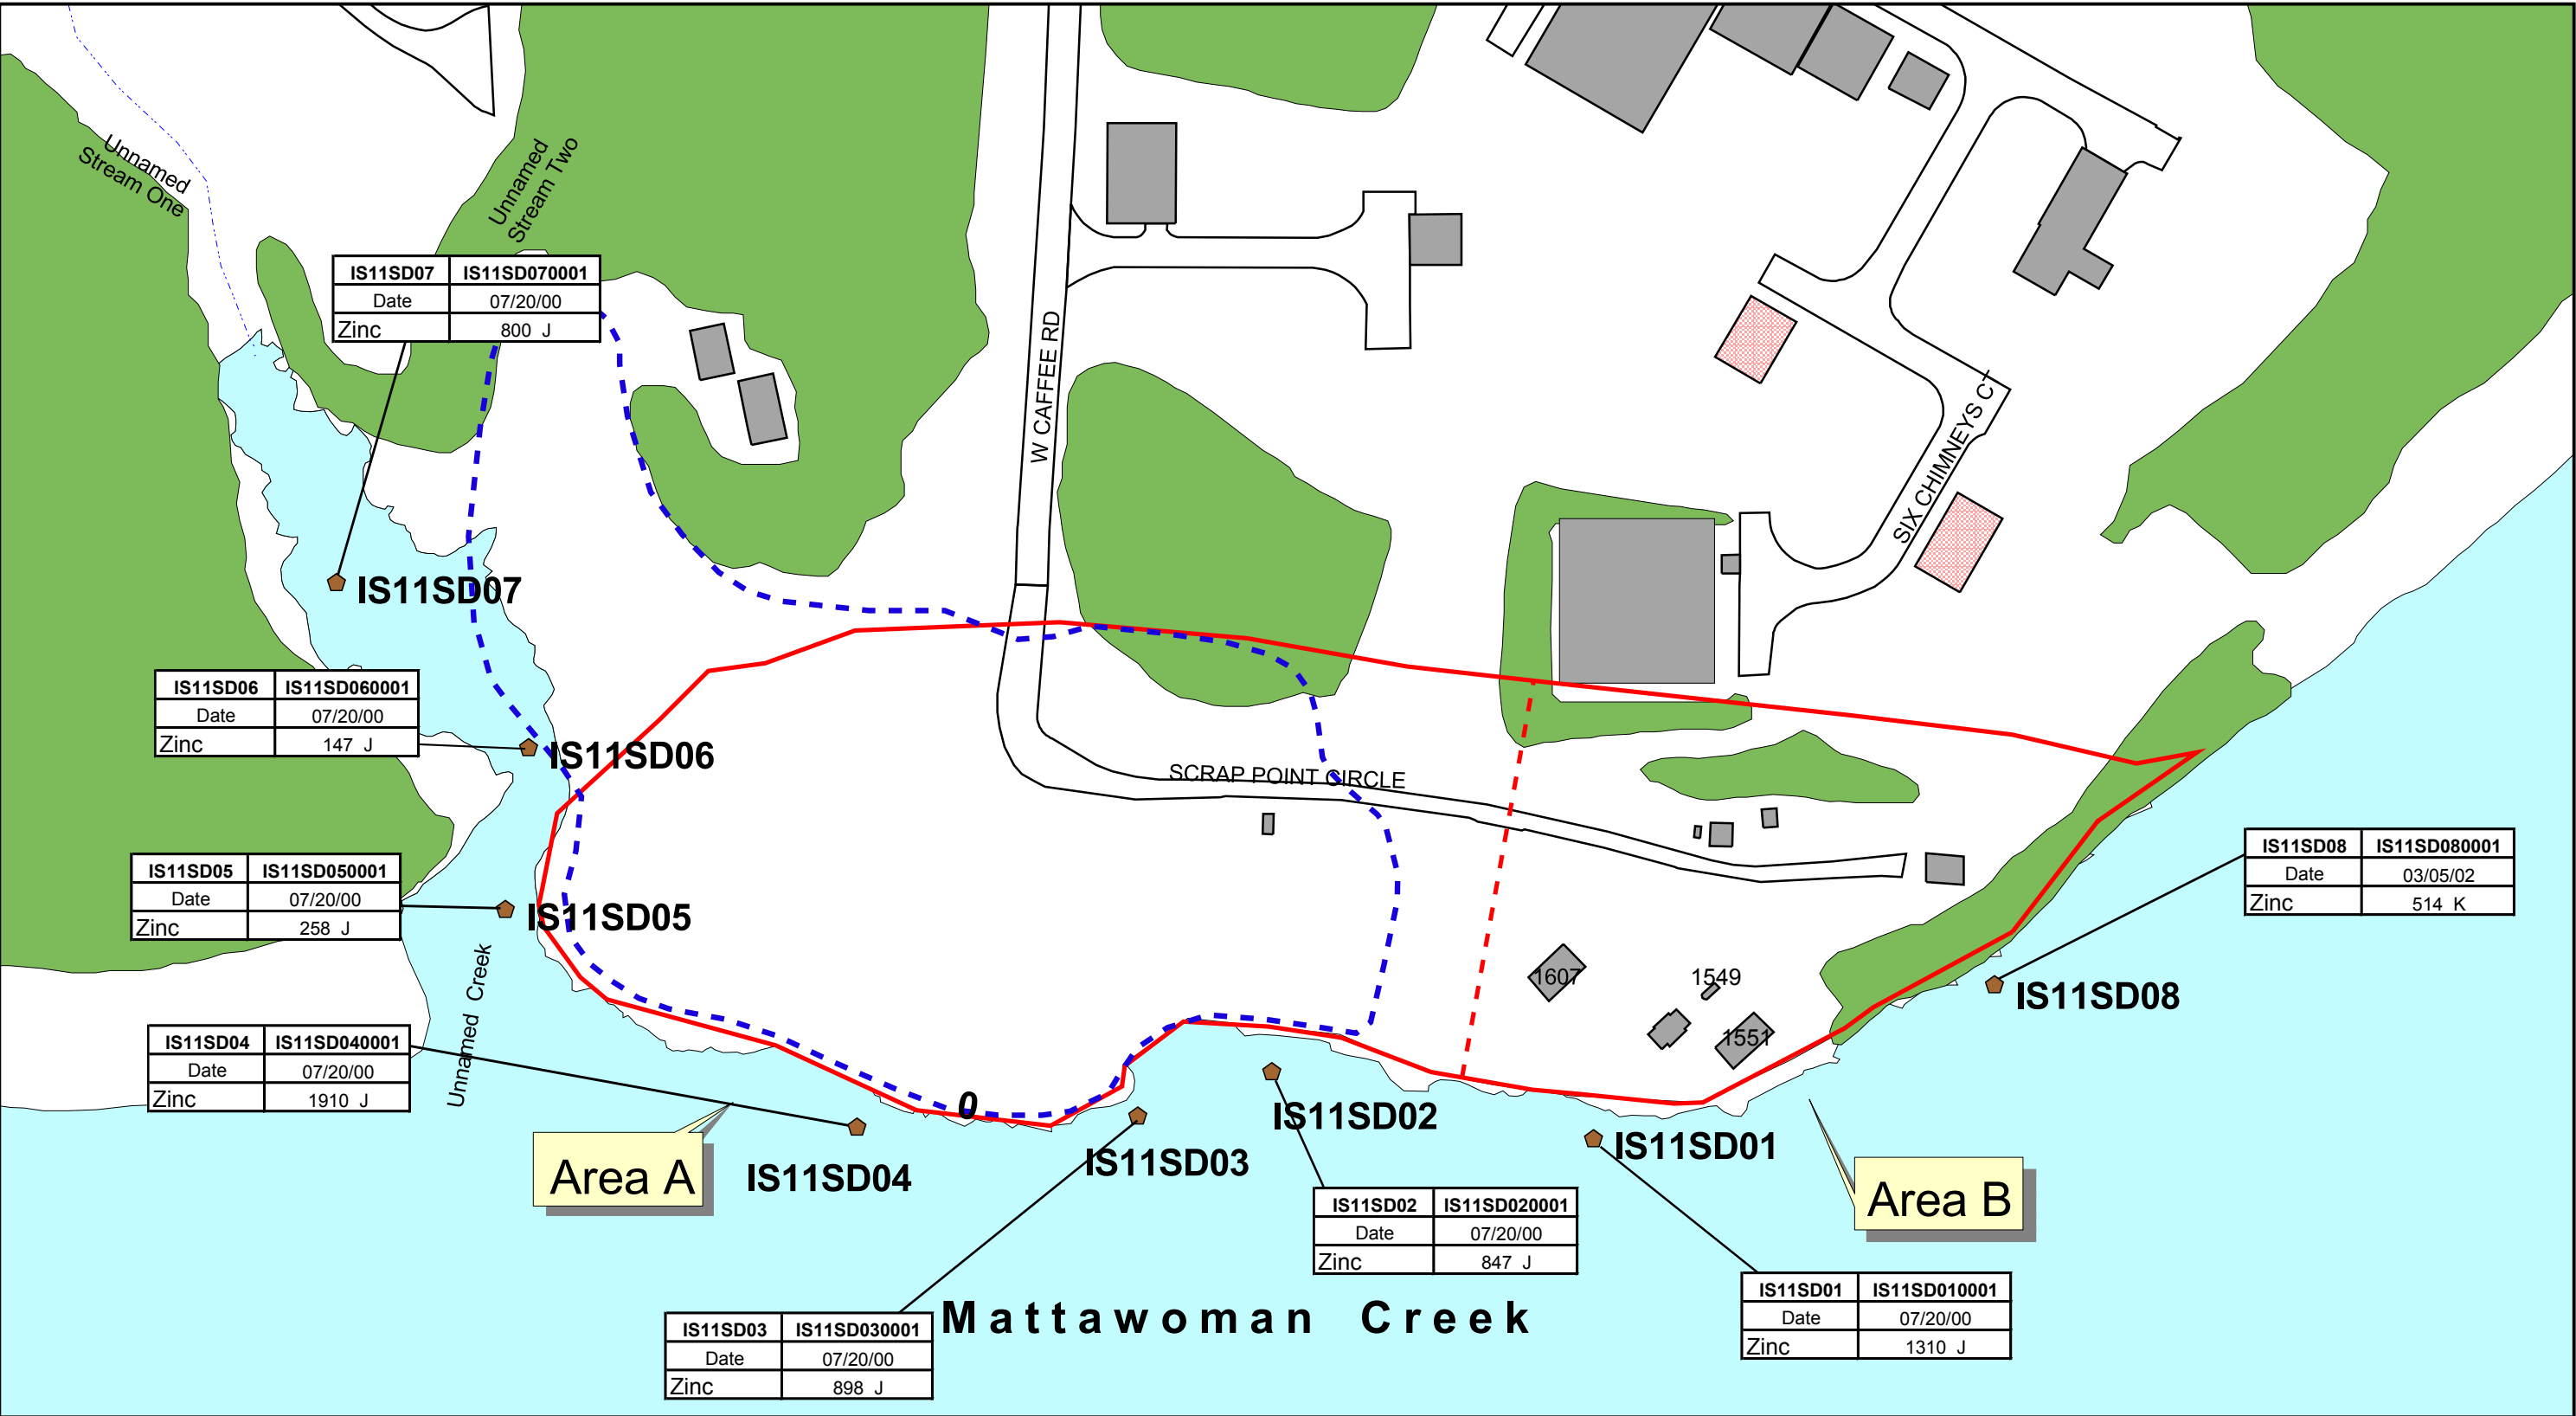 Unnamed
Stream One
Unnamed
Stream Two
IS11SD07 IS11SD070001
Date 07/20/00
Zinc 800 J
W CAFFEE RD
SIX CHIMNEYS CT
IS11SD07
IS11SD06 IS11SD060001
Date 07/20/00
Zinc 147 J
IS11SD06
SCRAP POINT CIRCLE
IS11SD05 IS11SD050001
Date 07/20/00
Zinc 258 J
IS11SD05
IS11SD08 IS11SD080001
Date 03/05/02
Zinc 514 K
IS11SD08
1607
1549
1551
Unnamed Creek
IS11SD04 IS11SD040001
Date 07/20/00
Zinc 1910 J
0
Area A
IS11SD04
IS11SD03
IS11SD02
IS11SD01
Area B
IS11SD02 IS11SD020001
Date 07/20/00
Zinc 847 J
IS11SD01 IS11SD010001
Date 07/20/00
Zinc 1310 J
IS11SD03 IS11SD030001
Date 07/20/00
Zinc 898 J
Mattawoman Creek